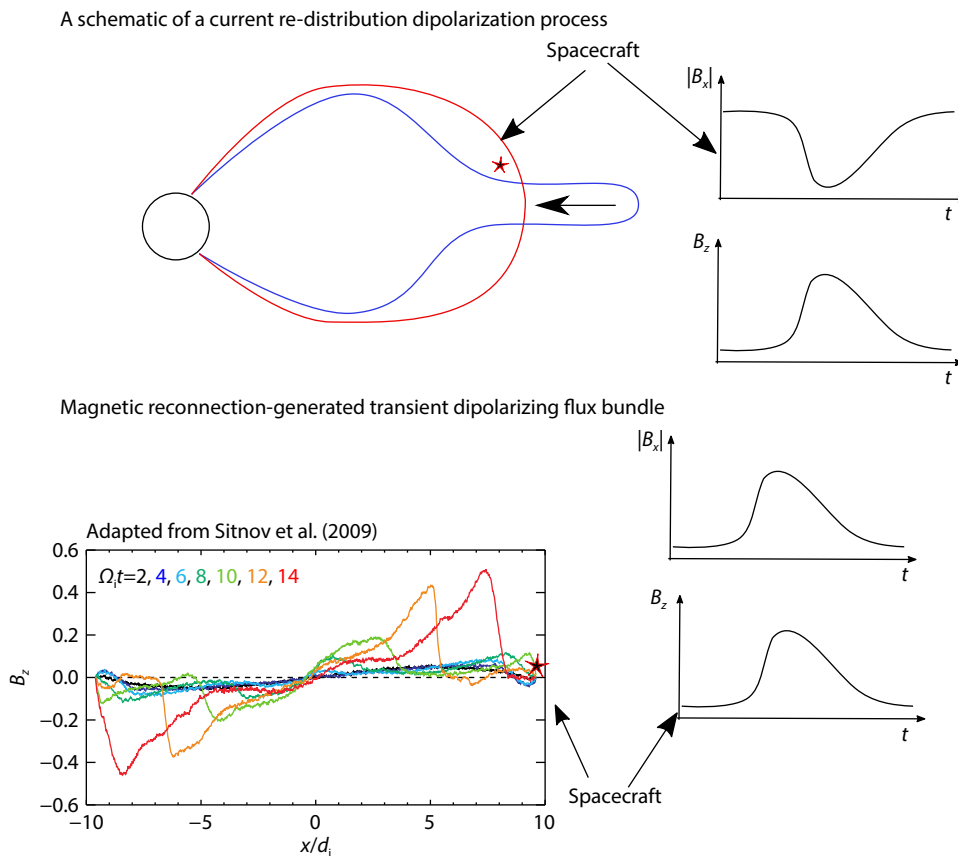 A schematic of a current re-distribution dipolarization process
Spacecraft
|Bx|
t
Bz
t
Magnetic reconnection-generated transient dipolarizing flux bundle
|Bx|
t
Adapted from Sitnov et al. (2009)
Ωit=2, 4, 6, 8, 10, 12, 14
0.6
0.4
0.2
0.0
−0.2
−0.4
−0.6
Bz
−10
−5
0
5
10
x/di
Bz
t
Spacecraft